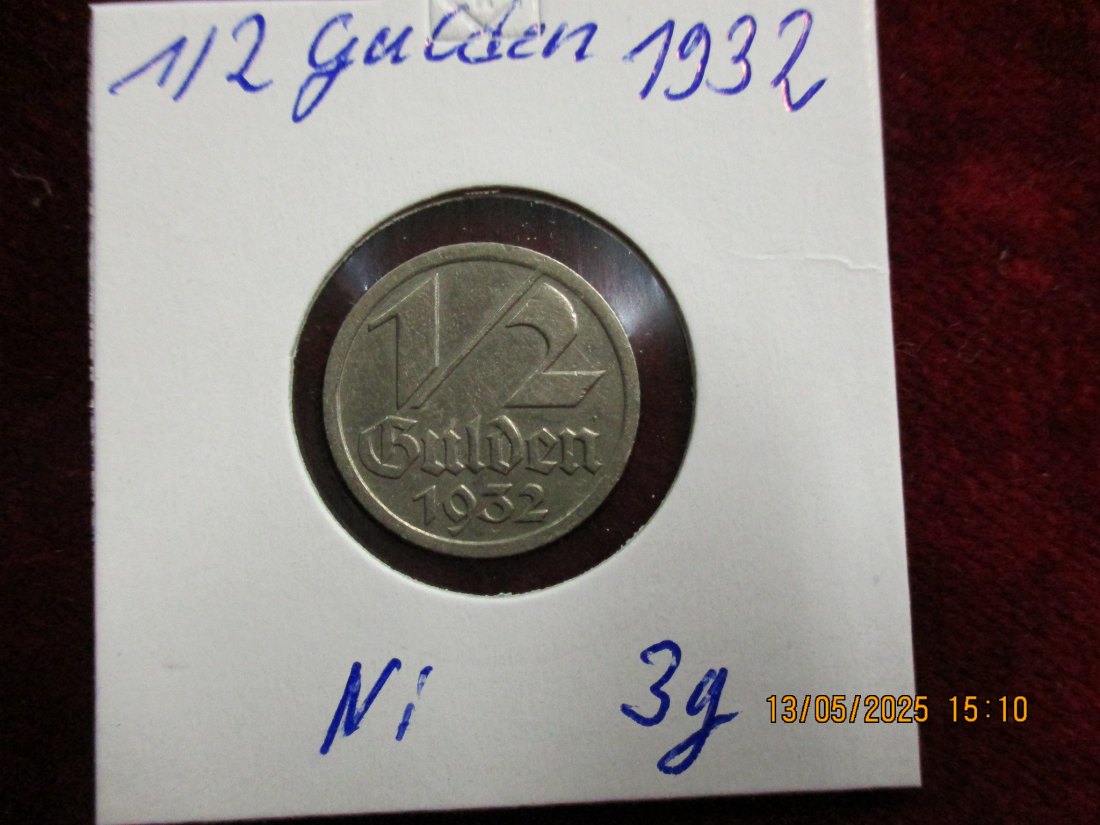 1/2 Gulden 1932
1/2
Gulden
1932
Ni 3g
13/05/2025 15:10